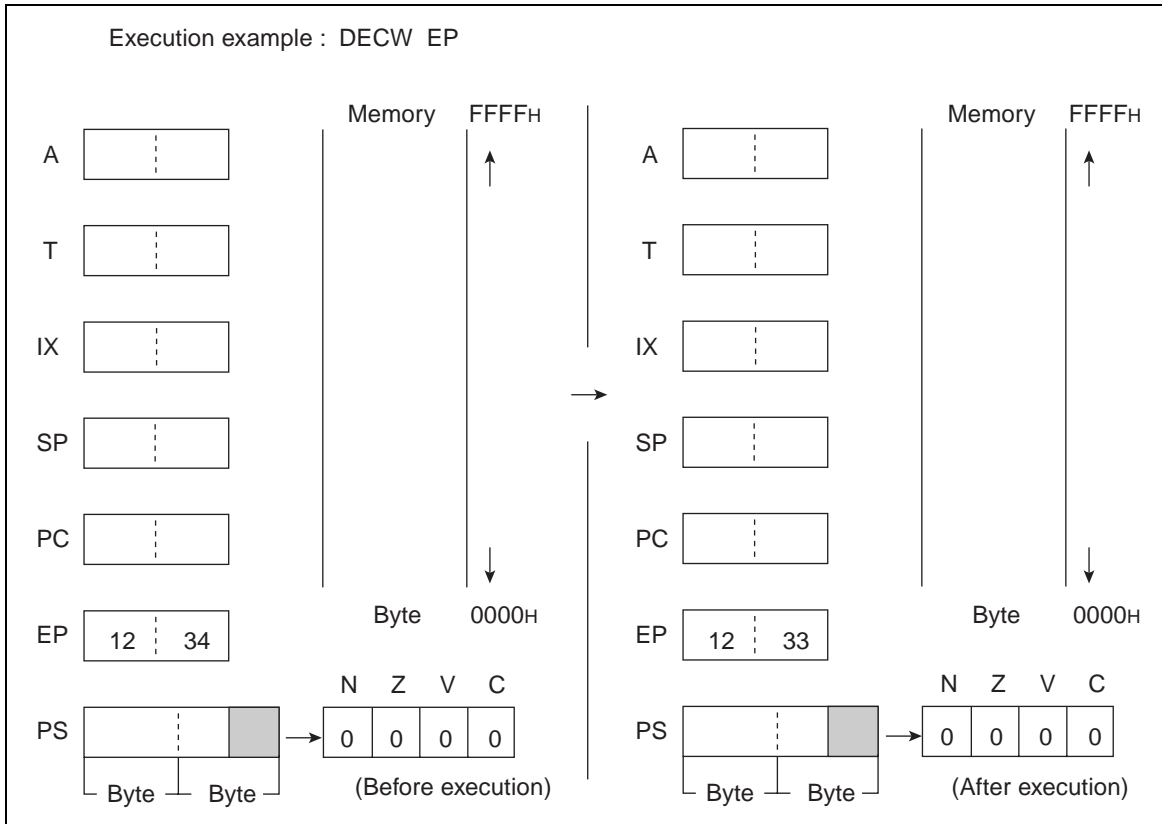 Execution example : DECW EP
Memory FFFFH
A
T
IX
SP
PC
Byte 0000H
EP 12 34
N Z V C
PS 0 0 0 0
Byte Byte (Before execution)
Memory FFFFH
A
T
IX
SP
PC
Byte 0000H
EP 12 33
N Z V C
PS 0 0 0 0
Byte Byte (After execution)